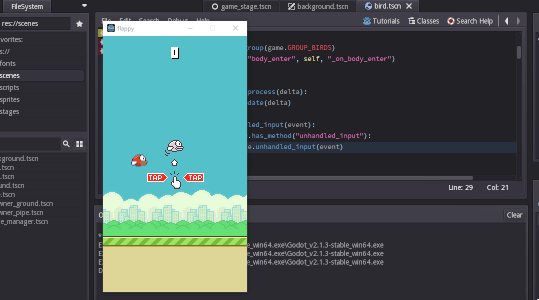 FileSystem
game_stage.tscn
background.tscn
bird.tscn
res://scenes
File Edit Search Debug
Tutorials
Classes
Search Help
flappy
vorites:
s://
fonts
scenes
scripts
sprites
stages
roup(game.GROUP_BIRDS)
"body_enter", self, "_on_body_enter")
process(delta):
date(delta)
led_input(event):
.has_method("unhandled_input"):
e.unhandled_input(event)
TAP
TAP
ground.tscn
tscn
e.tscn
und.tscn
tscn
wner_ground.tscn
wner_pipe.tscn
e_manager.tscn
Line: 29
Col: 21
Clear
e_win64.exe\Godot_v2.1.3-stable_win64.exe
e_win64.exe\Godot_v2.1.3-stable_win64.exe
e_win64.exe\Godot_v2.1.3-stable_win64.exe